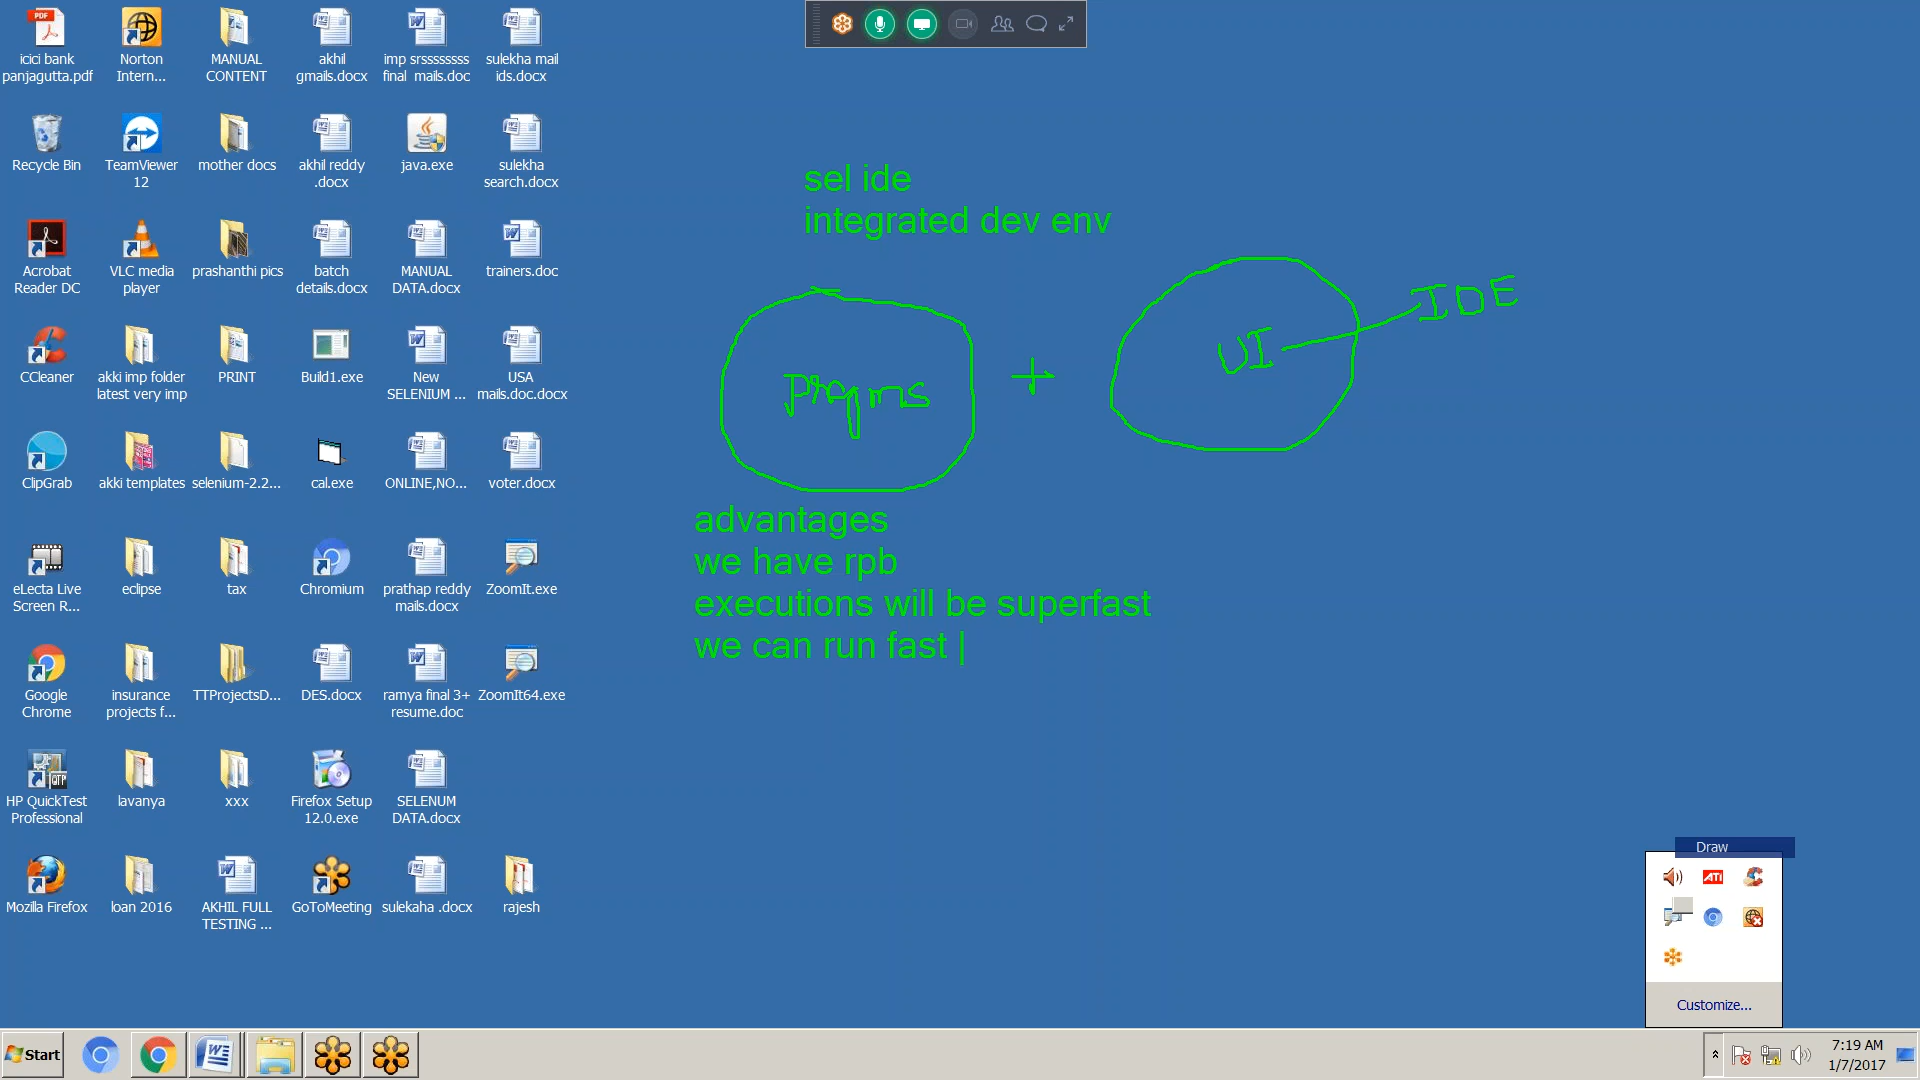 icici bank
panjagutta.pdf
Norton
Intern...
MANUAL
CONTENT
akhil
gmails.docx
imp srsssssssss
final mails.doc
sulekha mail
ids.docx
Recycle Bin
TeamViewer
12
mother docs
akhil reddy
.docx
java.exe
sulekha
search.docx
sel ide
integrated dev env
Acrobat
Reader DC
VLC media
player
prashanthi pics
batch
details.docx
MANUAL
DATA.docx
trainers.doc
UI
IDE
prgms
+
CCleaner
akki imp folder
latest very imp
PRINT
Build1.exe
New
SELENIUM ...
USA
mails.doc.docx
ClipGrab
akki templates
selenium-2.2...
cal.exe
ONLINE,NO...
voter.docx
advantages
we have rpb
executions will be superfast
we can run fast
eLecta Live
Screen R...
eclipse
tax
Chromium
prathap reddy
mails.docx
ZoomIt.exe
Google
Chrome
insurance
projects f...
TTProjectsD...
DES.docx
ramya final 3+
resume.doc
ZoomIt64.exe
HP QuickTest
Professional
lavanya
xxx
Firefox Setup
12.0.exe
SELENUM
DATA.docx
Mozilla Firefox
loan 2016
AKHIL FULL
TESTING ...
GoToMeeting
sulekaha .docx
rajesh
Draw
ATI
Customize...
Start
7:19 AM
1/7/2017